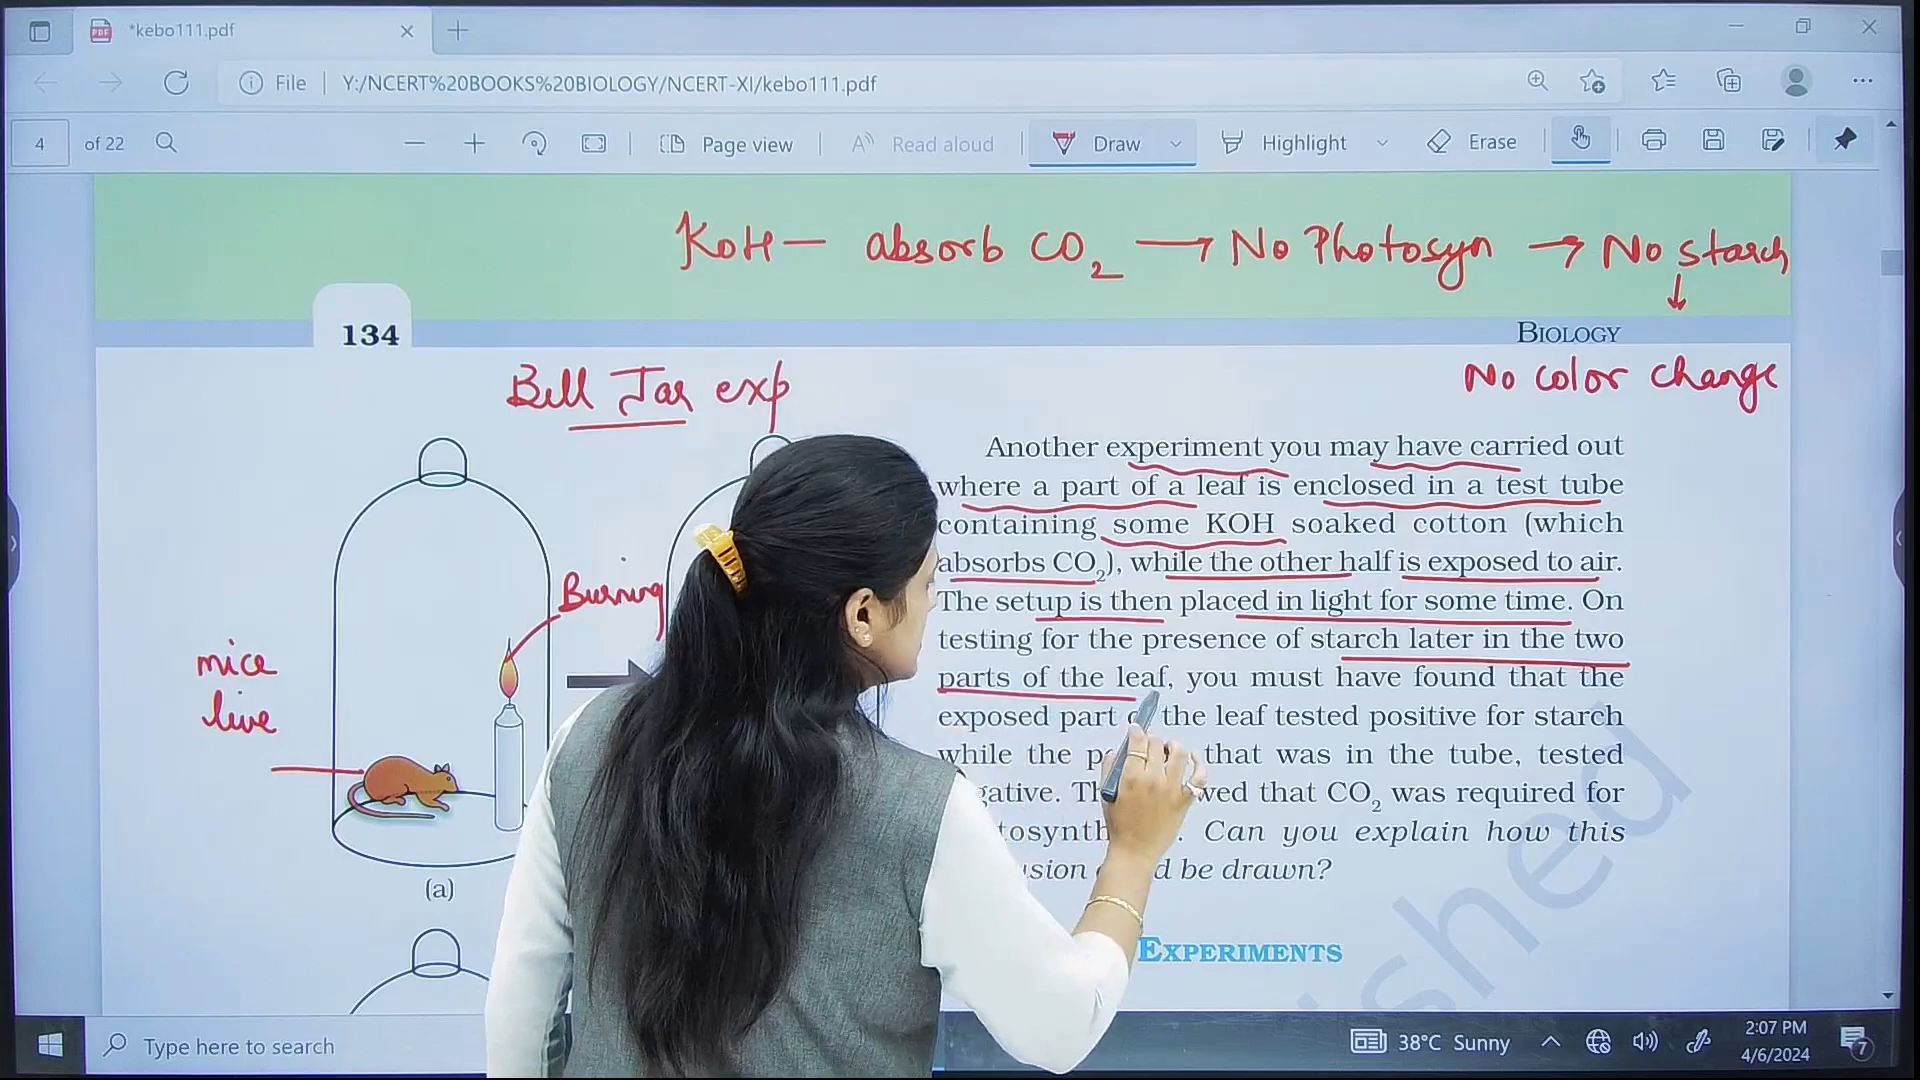 *kebo111.pdf
File Y:/NCERT%20BOOKS%20BIOLOGY/NCERT-XI/kebo111.pdf
4 of 22 Page view Read aloud Draw Highlight Erase
KOH — absorb CO2 → No Photosyn → No starch
134
BIOLOGY
Bell Jar exp
No color change
Another experiment you may have carried out
where a part of a leaf is enclosed in a test tube
containing some KOH soaked cotton (which
absorbs CO2), while the other half is exposed to air.
The setup is then placed in light for some time. On
testing for the presence of starch later in the two
parts of the leaf, you must have found that the
exposed part the leaf tested positive for starch
while the that was in the tube, tested
that CO2 was required for
Can you explain how this
be drawn?
Burning
mice
live
(a)
EXPERIMENTS
shed
Type here to search
38°C Sunny
2:07 PM
4/6/2024
7